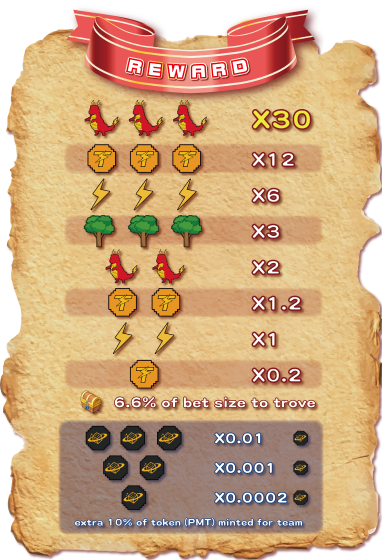 REWARD
X30
X12
X6
X3
X2
X1.2
X1
X0.2
6.6% of bet size to trove
X0.01
X0.001
X0.0002
extra 10% of token (PMT) minted for team